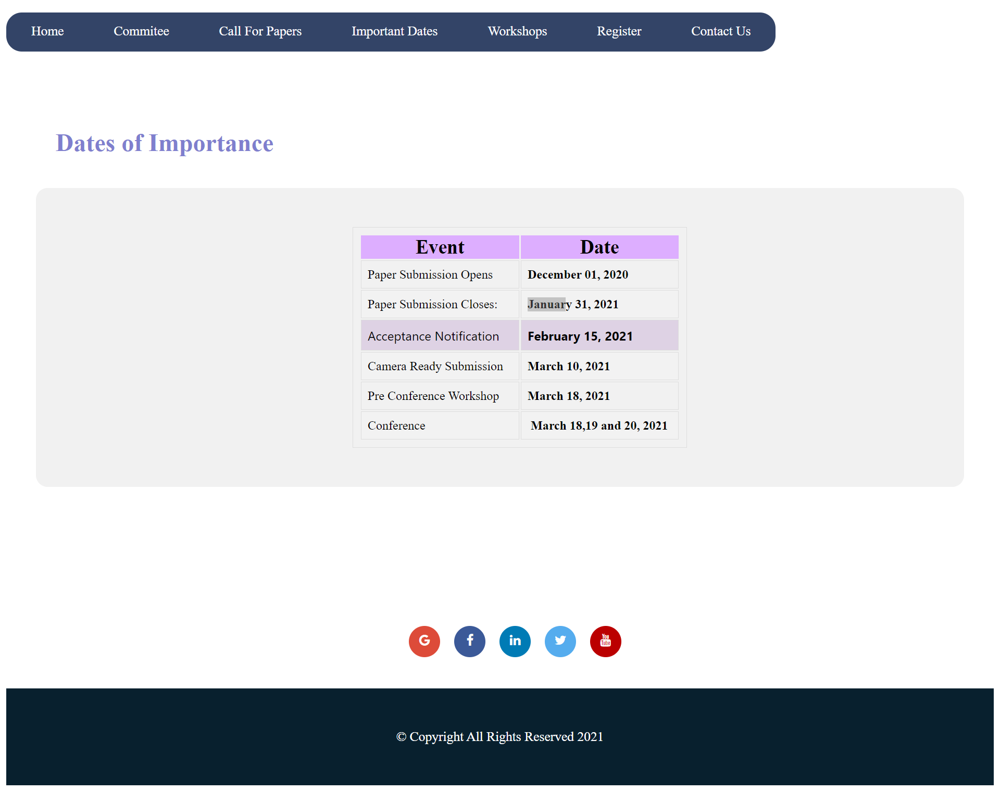 Home Commitee Call For Papers Important Dates Workshops Register Contact Us
Dates of Importance
Event Date
Paper Submission Opens December 01, 2020
Paper Submission Closes: January 31, 2021
Acceptance Notification February 15, 2021
Camera Ready Submission March 10, 2021
Pre Conference Workshop March 18, 2021
Conference March 18,19 and 20, 2021
G f in You Tube
© Copyright All Rights Reserved 2021